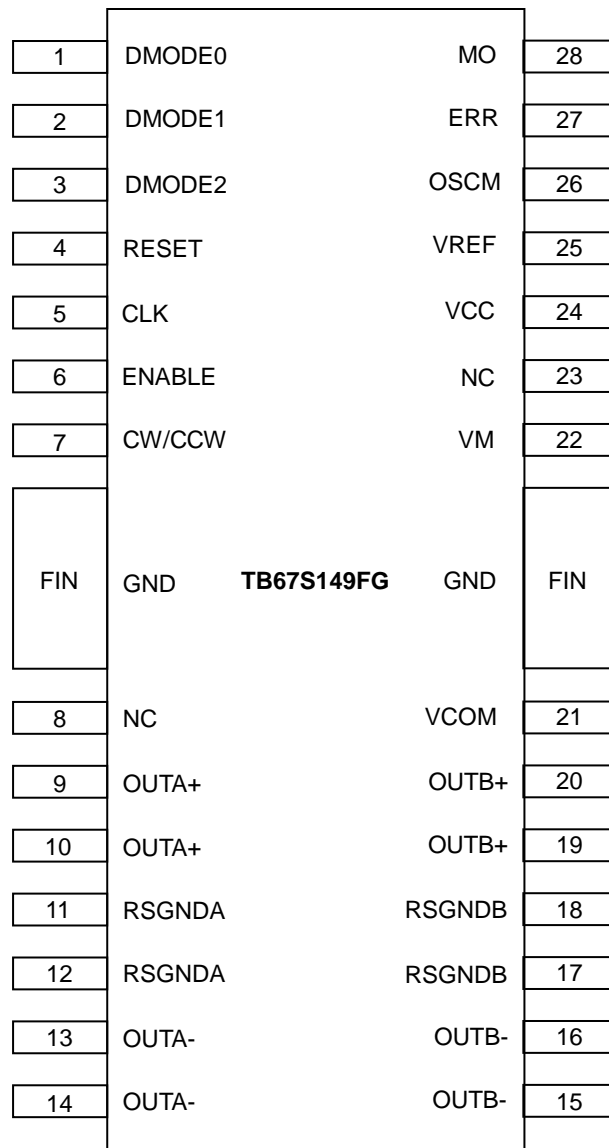 1 DMODE0 MO 28
2 DMODE1 ERR 27
3 DMODE2 OSCM 26
4 RESET VREF 25
5 CLK VCC 24
6 ENABLE NC 23
7 CW/CCW VM 22
FIN GND TB67S149FG GND FIN
8 NC VCOM 21
9 OUTA+ OUTB+ 20
10 OUTA+ OUTB+ 19
11 RSGNDA RSGNDB 18
12 RSGNDA RSGNDB 17
13 OUTA- OUTB- 16
14 OUTA- OUTB- 15